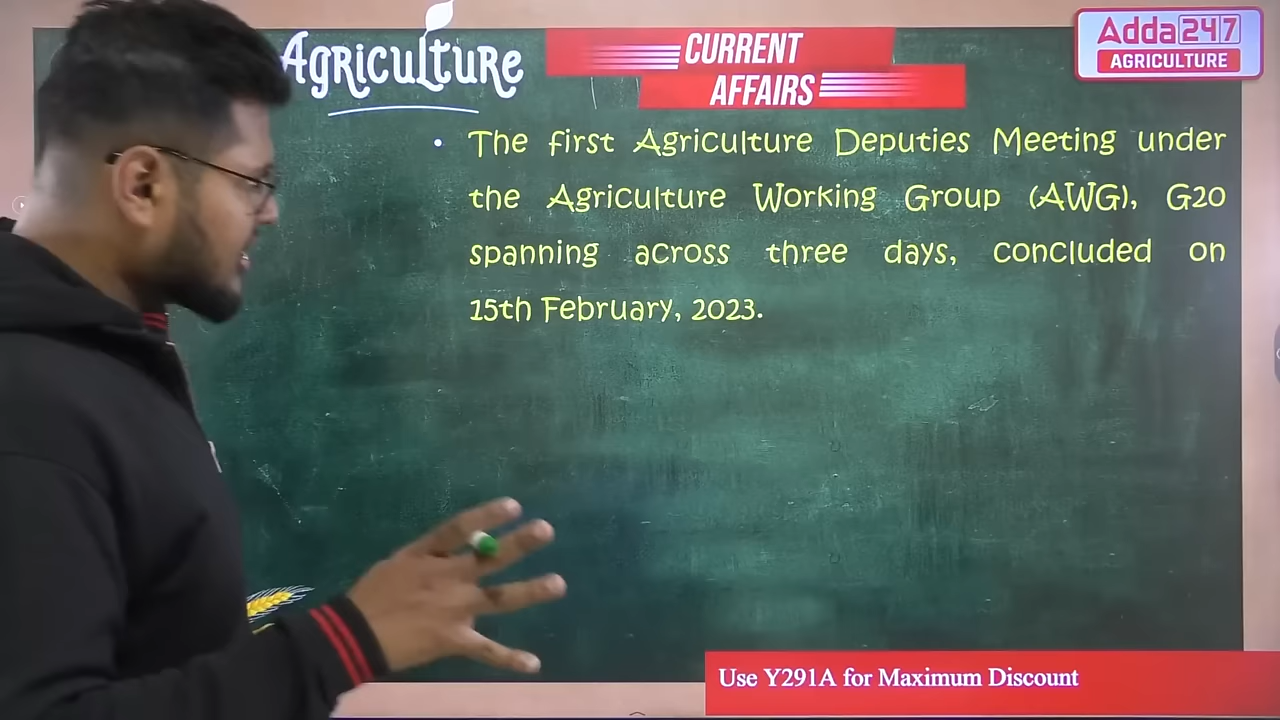 Agriculture
CURRENT
AFFAIRS
Adda247
AGRICULTURE
• The first Agriculture Deputies Meeting under
the Agriculture Working Group (AWG), G20
spanning across three days, concluded on
15th February, 2023.
Use Y291A for Maximum Discount